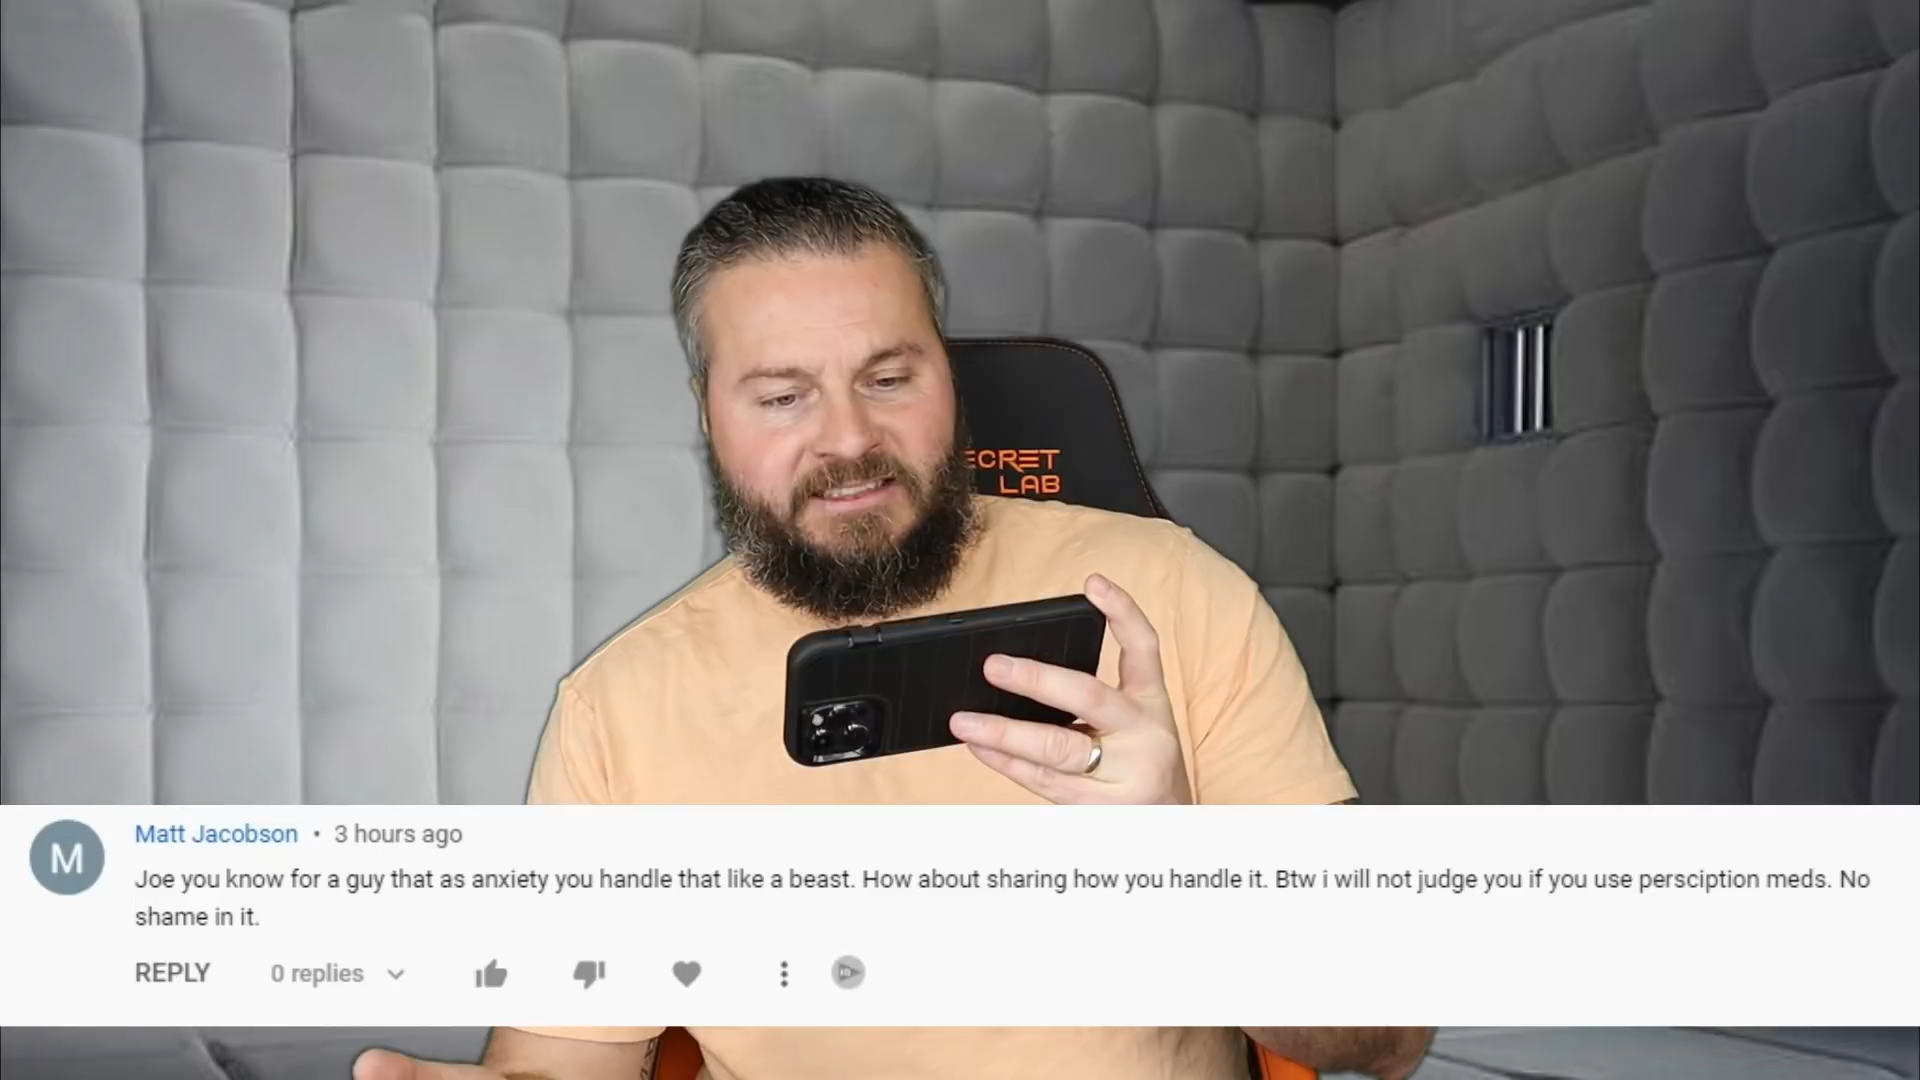 ECRET
LAB
M
Matt Jacobson • 3 hours ago
Joe you know for a guy that as anxiety you handle that like a beast. How about sharing how you handle it. Btw i will not judge you if you use persciption meds. No
shame in it.
REPLY 0 replies